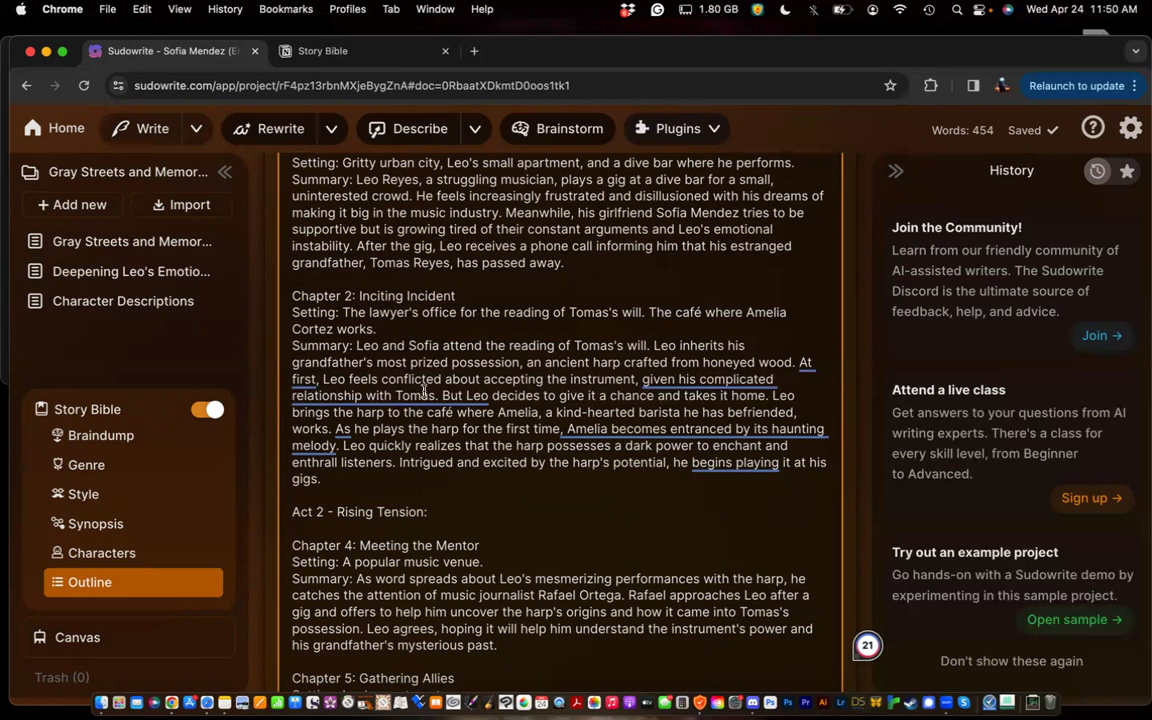 Chrome File Edit View History Bookmarks Profiles Tab Window Help 1.80 GB Wed Apr 24 11:50 AM
Sudowrite - Sofia Mendez (E
Story Bible
sudowrite.com/app/project/rF4pz13rbnMXjeBygZnA#doc=0RbaatXDkmtD0oos1tk1
Relaunch to update
Home
Write
Rewrite
Describe
Brainstorm
Plugins
Words: 454
Saved
Gray Streets and Memor...
+ Add new
Import
Gray Streets and Memor...
Deepening Leo's Emotio...
Character Descriptions
Story Bible
Braindump
Genre
Style
Synopsis
Characters
Outline
Canvas
Trash (0)
Setting: Gritty urban city, Leo's small apartment, and a dive bar where he performs.
Summary: Leo Reyes, a struggling musician, plays a gig at a dive bar for a small,
uninterested crowd. He feels increasingly frustrated and disillusioned with his dreams of
making it big in the music industry. Meanwhile, his girlfriend Sofia Mendez tries to be
supportive but is growing tired of their constant arguments and Leo's emotional
instability. After the gig, Leo receives a phone call informing him that his estranged
grandfather, Tomas Reyes, has passed away.
Chapter 2: Inciting Incident
Setting: The lawyer's office for the reading of Tomas's will. The café where Amelia
Cortez works.
Summary: Leo and Sofia attend the reading of Tomas's will. Leo inherits his
grandfather's most prized possession, an ancient harp crafted from honeyed wood. At
first, Leo feels conflicted about accepting the instrument, given his complicated
relationship with Tomas. But Leo decides to give it a chance and takes it home. Leo
brings the harp to the café where Amelia, a kind-hearted barista he has befriended,
works. As he plays the harp for the first time, Amelia becomes entranced by its haunting
melody. Leo quickly realizes that the harp possesses a dark power to enchant and
enthrall listeners. Intrigued and excited by the harp's potential, he begins playing it at his
gigs.
Act 2 - Rising Tension:
Chapter 4: Meeting the Mentor
Setting: A popular music venue.
Summary: As word spreads about Leo's mesmerizing performances with the harp, he
catches the attention of music journalist Rafael Ortega. Rafael approaches Leo after a
gig and offers to help him uncover the harp's origins and how it came into Tomas's
possession. Leo agrees, hoping it will help him understand the instrument's power and
his grandfather's mysterious past.
Chapter 5: Gathering Allies
21
History
Join the Community!
Learn from our friendly community of
AI-assisted writers. The Sudowrite
Discord is the ultimate source of
feedback, help, and advice.
Join →
Attend a live class
Get answers to your questions from
AI writing experts. There's a class for
every skill level, from Beginner
to Advanced.
Sign up →
Try out an example project
Go hands-on with a Sudowrite demo by
experimenting in this sample project.
Open sample →
Don't show these again